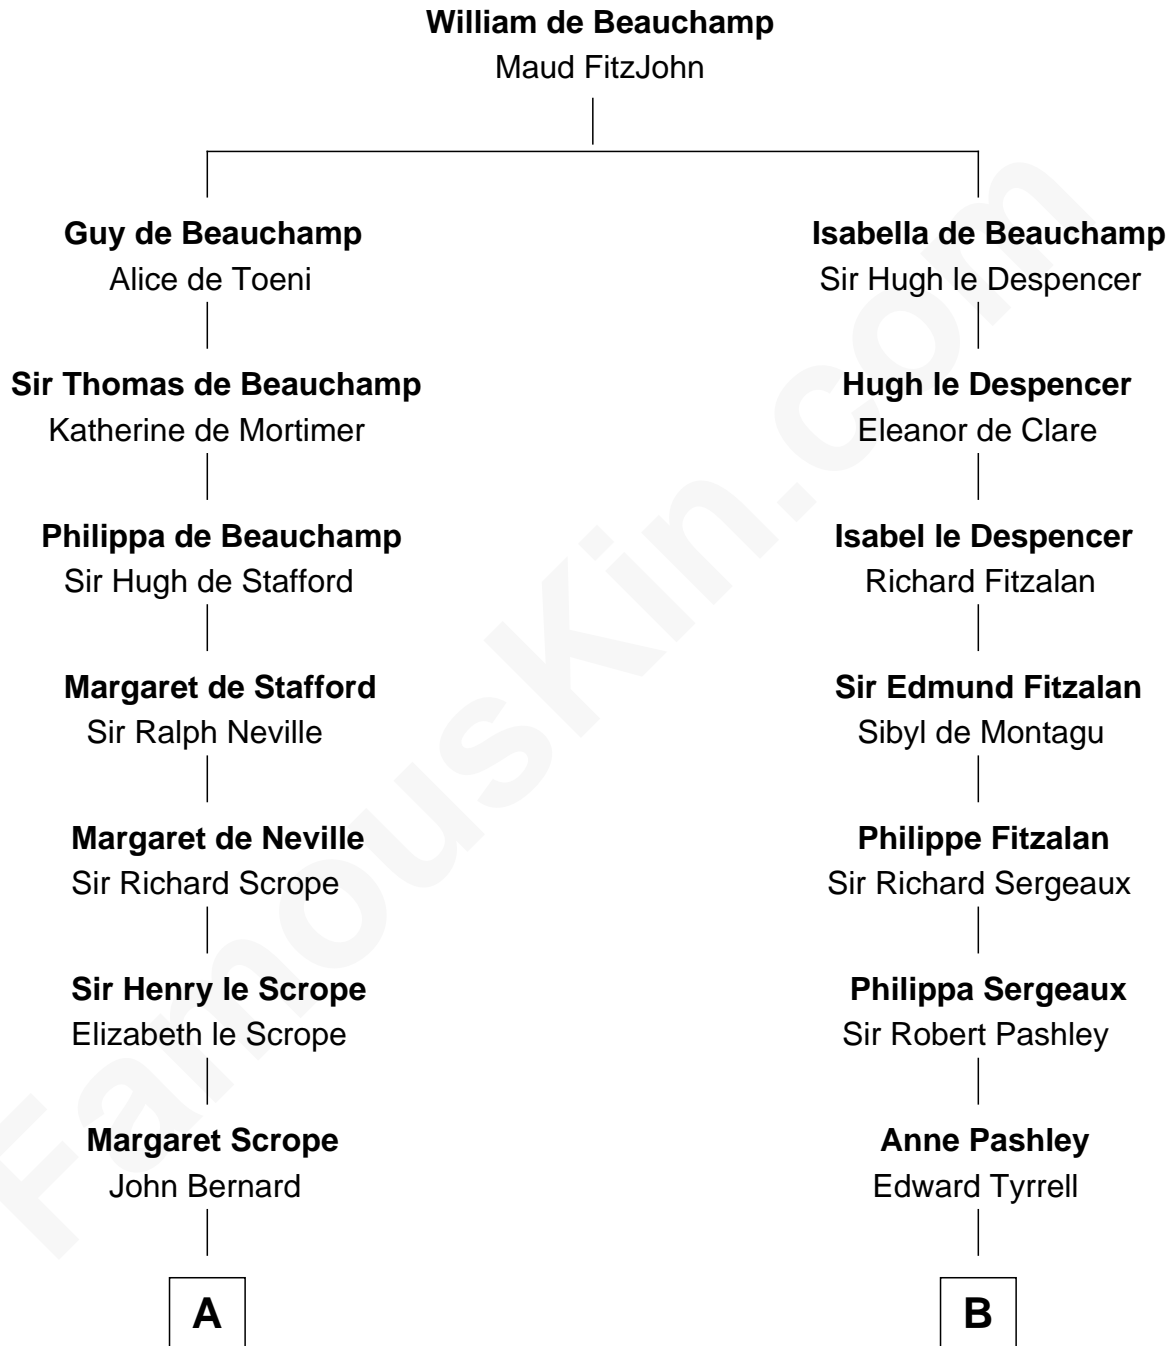 William de Beauchamp
Maud FitzJohn
Guy de Beauchamp
Alice de Toeni
Isabella de Beauchamp
Sir Hugh le Despencer
Sir Thomas de Beauchamp
Katherine de Mortimer
Hugh le Despencer
Eleanor de Clare
Philippa de Beauchamp
Sir Hugh de Stafford
Isabel le Despencer
Richard Fitzalan
Margaret de Stafford
Sir Ralph Neville
Sir Edmund Fitzalan
Sibyl de Montagu
Margaret de Neville
Sir Richard Scrope
Philippe Fitzalan
Sir Richard Sergeaux
Sir Henry le Scrope
Elizabeth le Scrope
Philippa Sergeaux
Sir Robert Pashley
Margaret Scrope
John Bernard
Anne Pashley
Edward Tyrrell
A
B
FamousKin.com